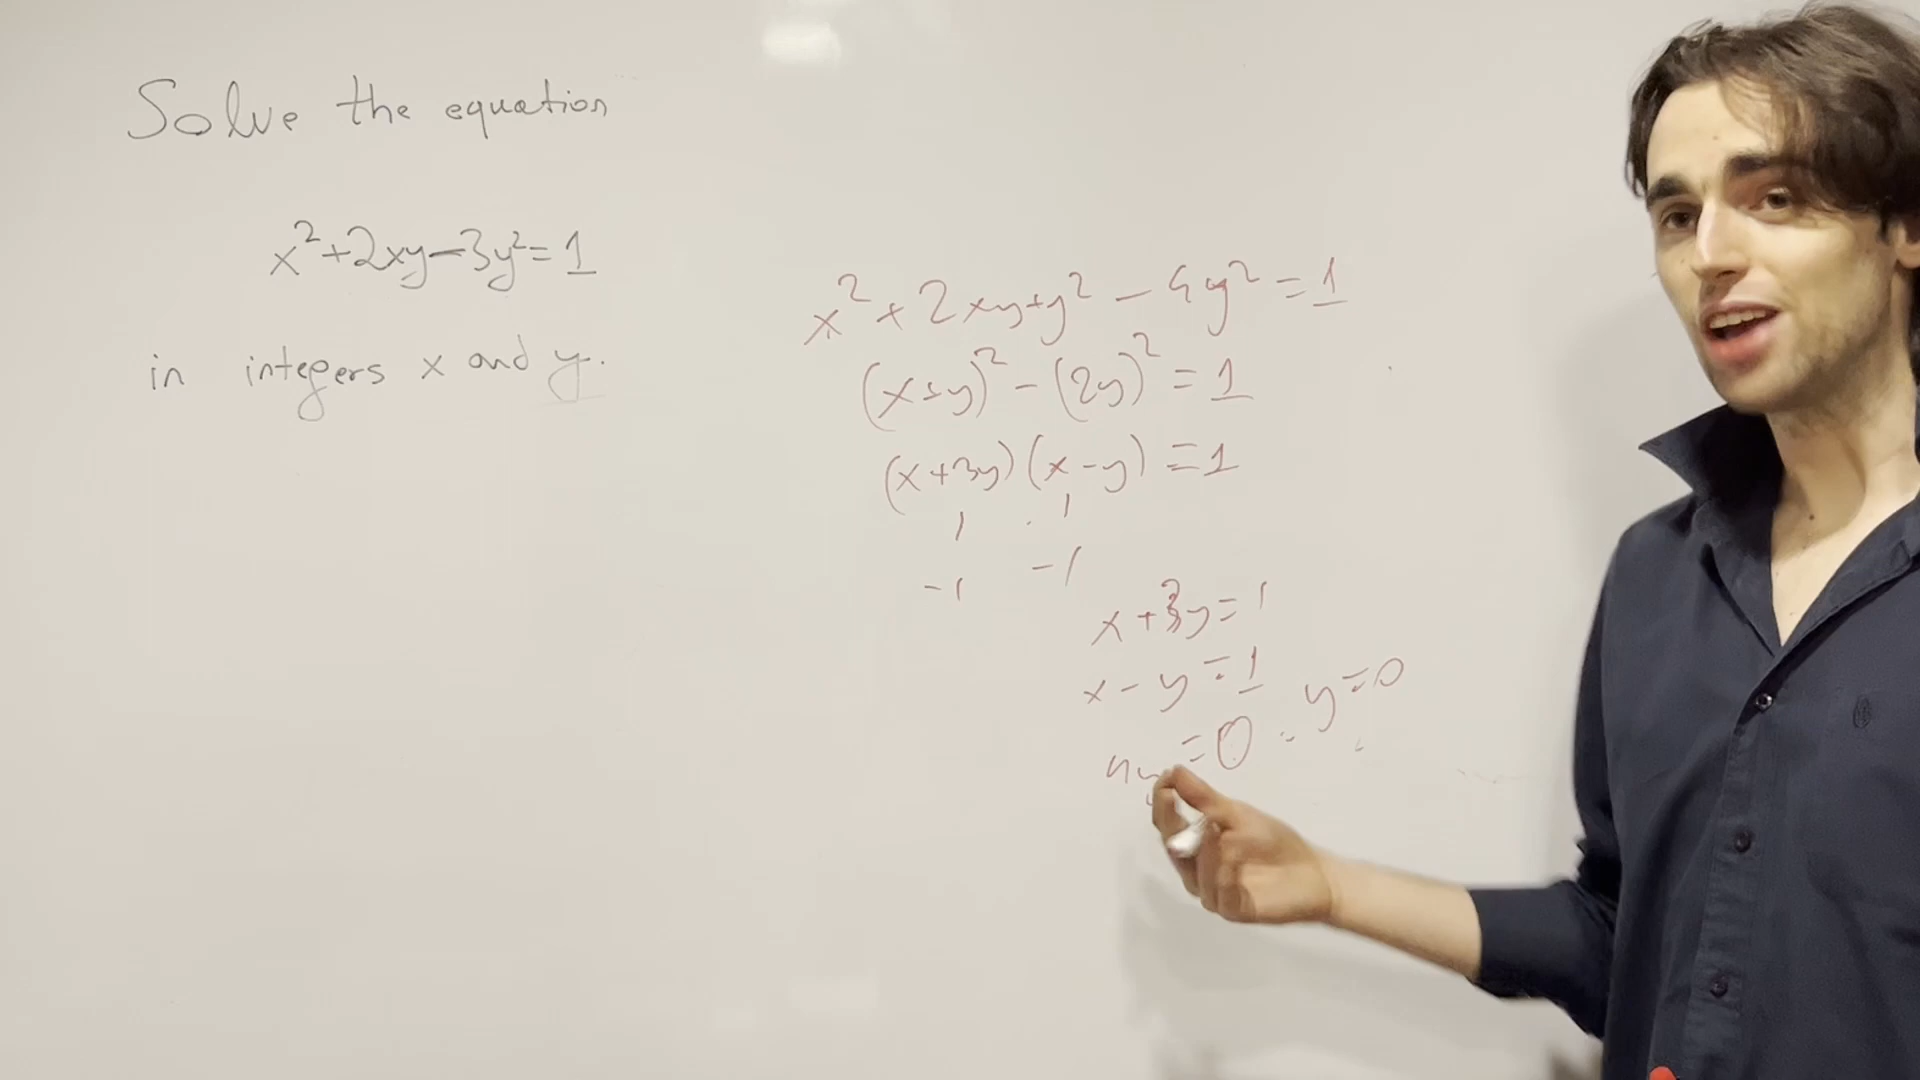 Solve the equation
x²+2xy-3y²=1
in integers x and y.
x²+2xy+y²-4y²=1
(x+y)²-(2y)²=1
(x+3y)(x-y)=1
1 · 1
-1 -1
x+3y=1
x-y=1
y=0
4y=0